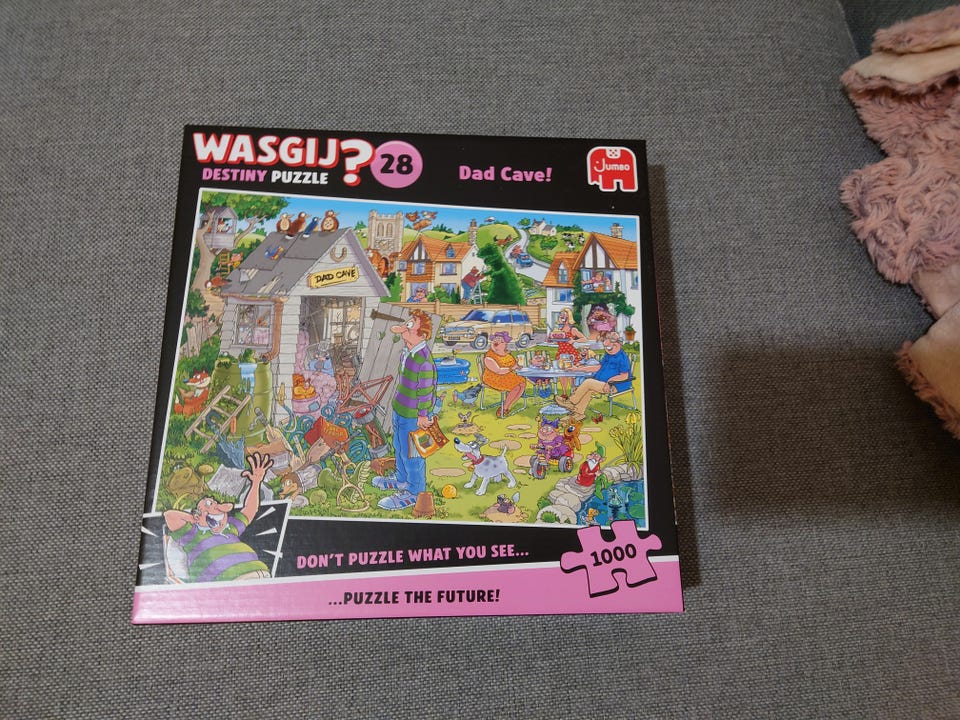 WASGIJ? 28
DESTINY PUZZLE
Dad Cave!
Jumbo
DAD CAVE
DON'T PUZZLE WHAT YOU SEE...
...PUZZLE THE FUTURE!
1000